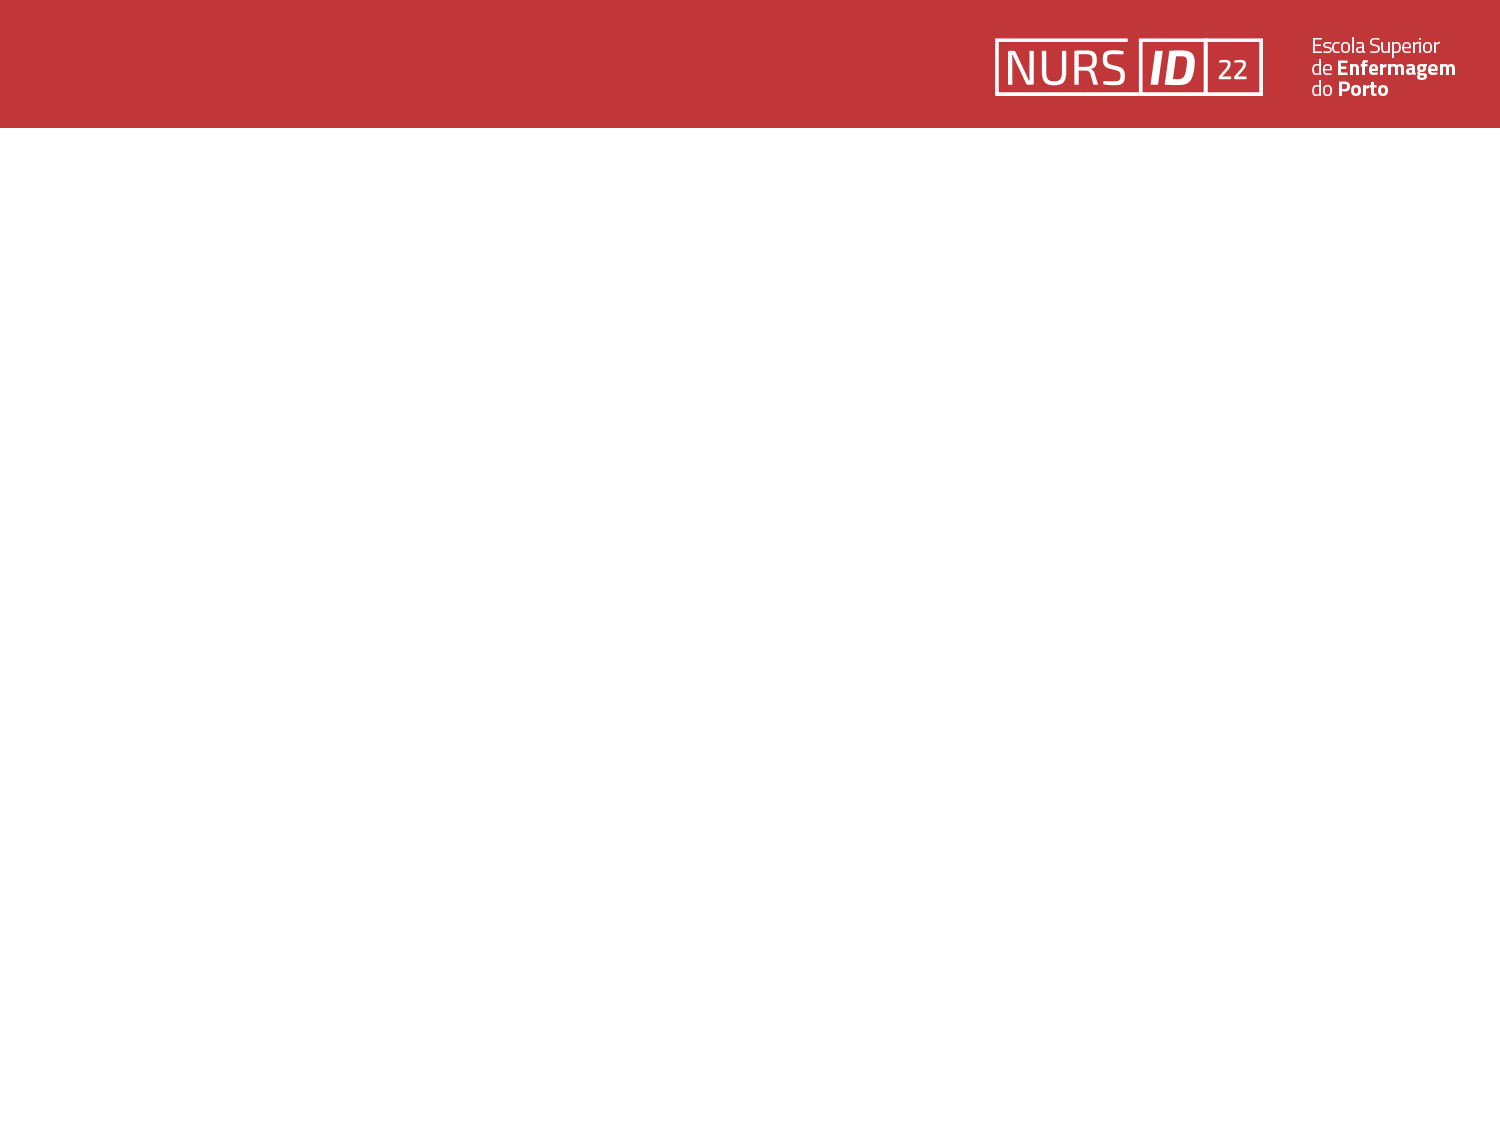 NURS ID 22
Escola Superior
de Enfermagem
do Porto